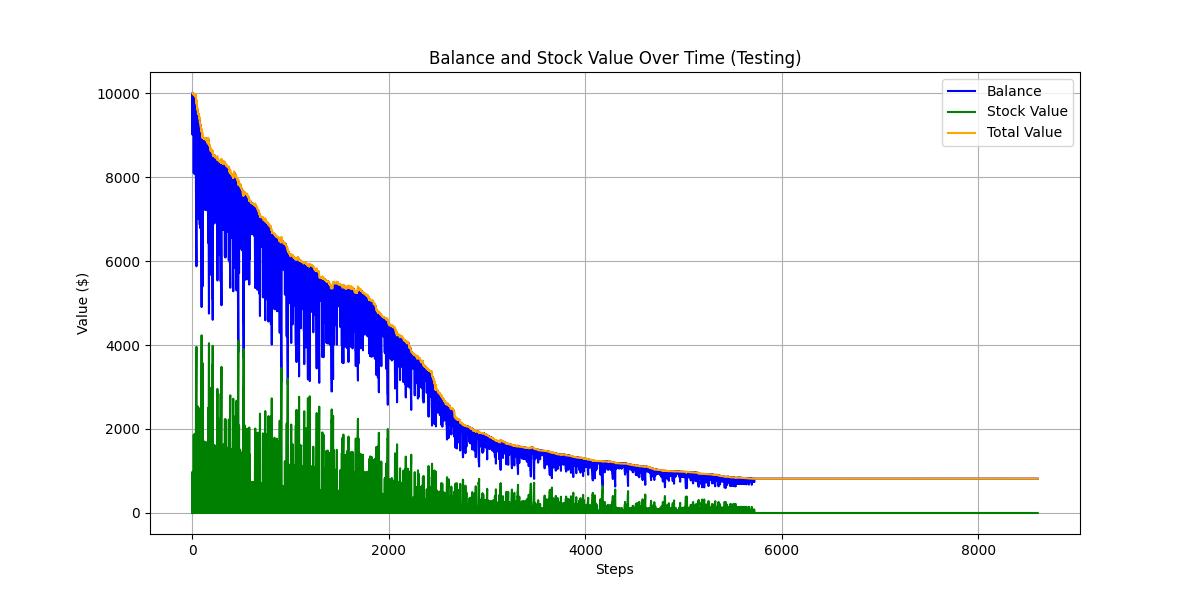 Balance and Stock Value Over Time (Testing)
Balance
Stock Value
Total Value
Value ($)
10000
8000
6000
4000
2000
0
0 2000 4000 6000 8000
Steps